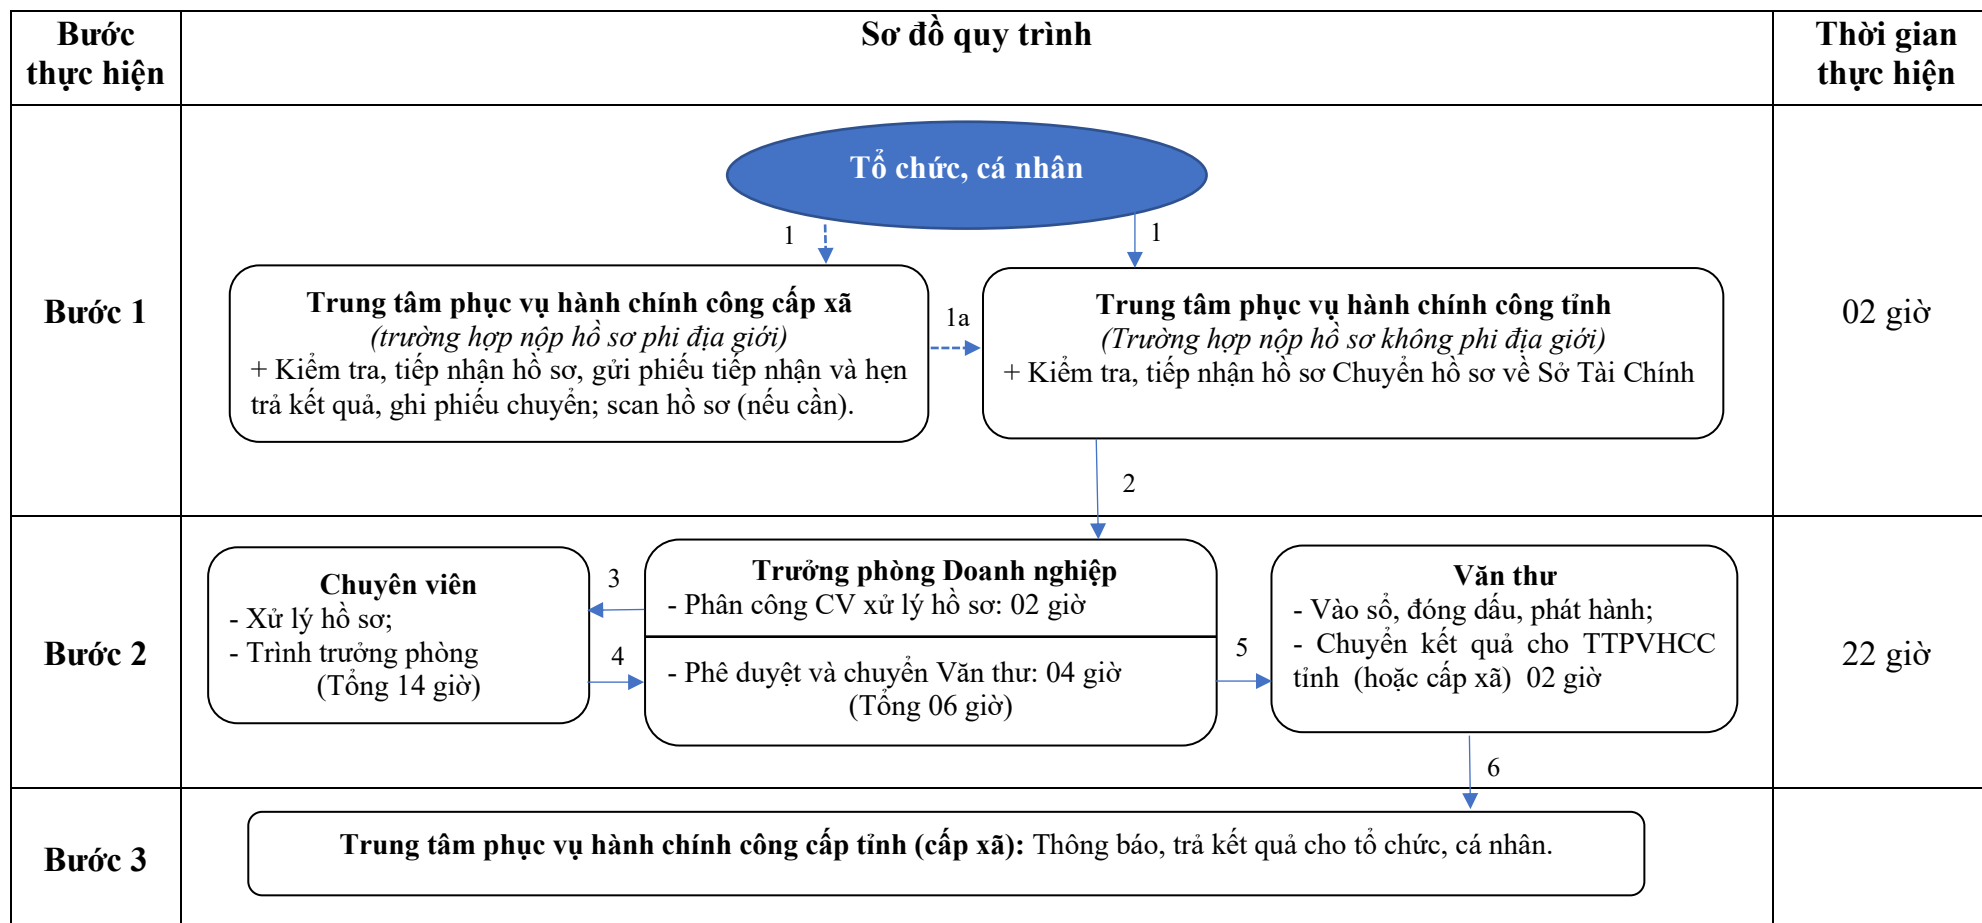 Bước
thực hiện
Sơ đồ quy trình
Thời gian
thực hiện
Bước 1
Tổ chức, cá nhân
1
1
Trung tâm phục vụ hành chính công cấp xã
(trường hợp nộp hồ sơ phi địa giới)
+ Kiểm tra, tiếp nhận hồ sơ, gửi phiếu tiếp nhận và hẹn
trả kết quả, ghi phiếu chuyển; scan hồ sơ (nếu cần).
1a
Trung tâm phục vụ hành chính công tỉnh
(Trường hợp nộp hồ sơ không phi địa giới)
+ Kiểm tra, tiếp nhận hồ sơ Chuyển hồ sơ về Sở Tài Chính
02 giờ
2
Bước 2
Chuyên viên
- Xử lý hồ sơ;
- Trình trưởng phòng
(Tổng 14 giờ)
3
4
Trưởng phòng Doanh nghiệp
- Phân công CV xử lý hồ sơ: 02 giờ
- Phê duyệt và chuyển Văn thư: 04 giờ
(Tổng 06 giờ)
5
Văn thư
- Vào sổ, đóng dấu, phát hành;
- Chuyển kết quả cho TTPVHCC
tỉnh (hoặc cấp xã) 02 giờ
22 giờ
6
Bước 3
Trung tâm phục vụ hành chính công cấp tỉnh (cấp xã): Thông báo, trả kết quả cho tổ chức, cá nhân.